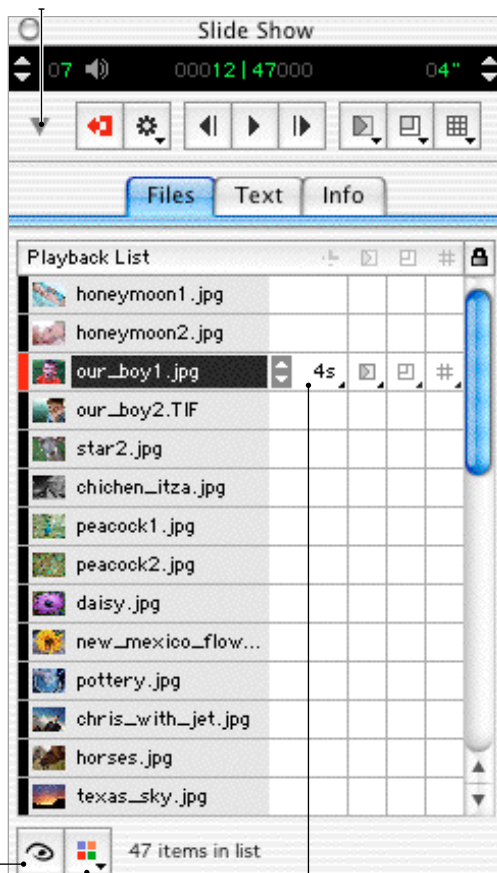 Slide Show
07 00012|47000 04"
Files Text Info
Playback List
honeymoon1.jpg
honeymoon2.jpg
our_boy1.jpg 4s
our_boy2.TIF
star2.jpg
chichen_itza.jpg
peacock1.jpg
peacock2.jpg
daisy.jpg
new_mexico_flow...
pottery.jpg
chris_with_jet.jpg
horses.jpg
texas_sky.jpg
47 items in list